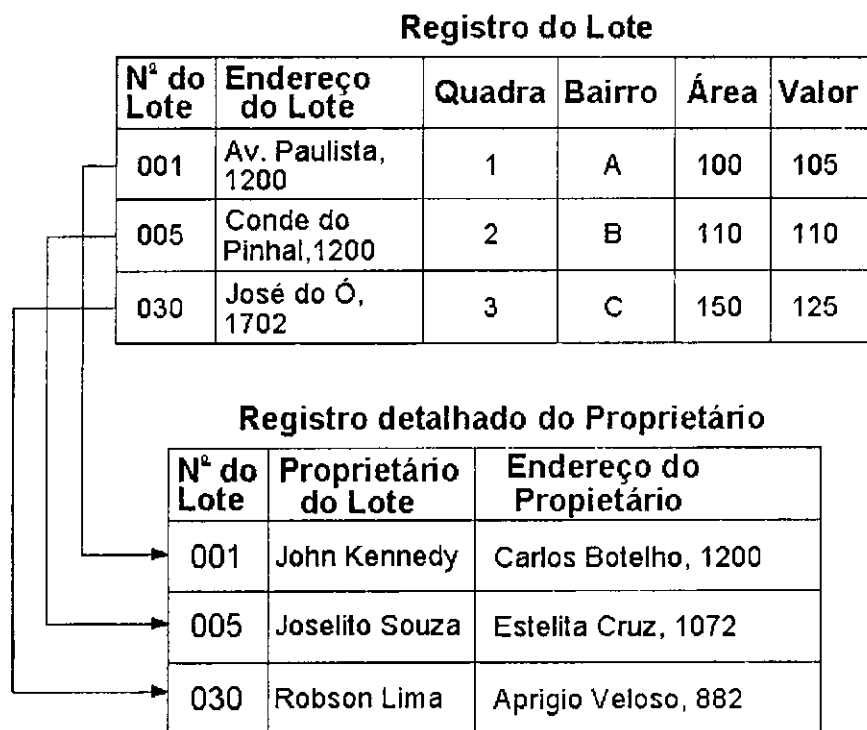 Registro do Lote
Nº do Lote Endereço do Lote Quadra Bairro Área Valor
001 Av. Paulista, 1200 1 A 100 105
005 Conde do Pinhal,1200 2 B 110 110
030 José do Ó, 1702 3 C 150 125
Registro detalhado do Proprietário
Nº do Lote Proprietário do Lote Endereço do Propietário
001 John Kennedy Carlos Botelho, 1200
005 Joselito Souza Estelita Cruz, 1072
030 Robson Lima Aprigio Veloso, 882